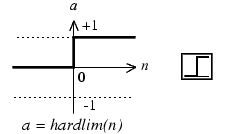 a
+1
n
0
-1
a = hardlim(n)